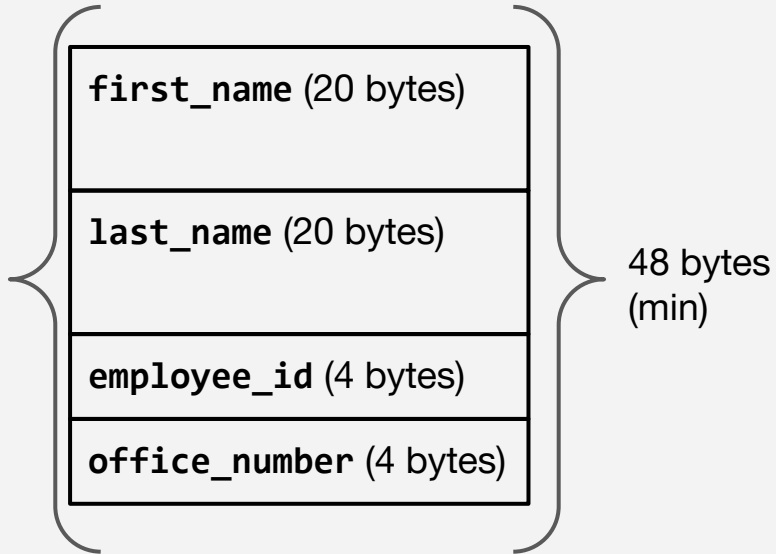 first_name (20 bytes)
last_name (20 bytes)
48 bytes
(min)
employee_id (4 bytes)
office_number (4 bytes)